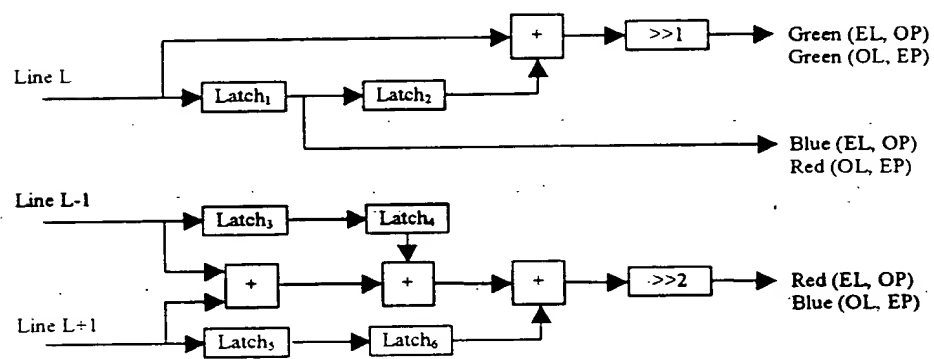 Line L
Latch₁
Latch₂
+
>>1
Green (EL, OP)
Green (OL, EP)
Blue (EL, OP)
Red (OL, EP)
Line L-1
Latch₃
Latch₄
+
+
+
>>2
Red (EL, OP)
Blue (OL, EP)
Line L+1
Latch₅
Latch₆